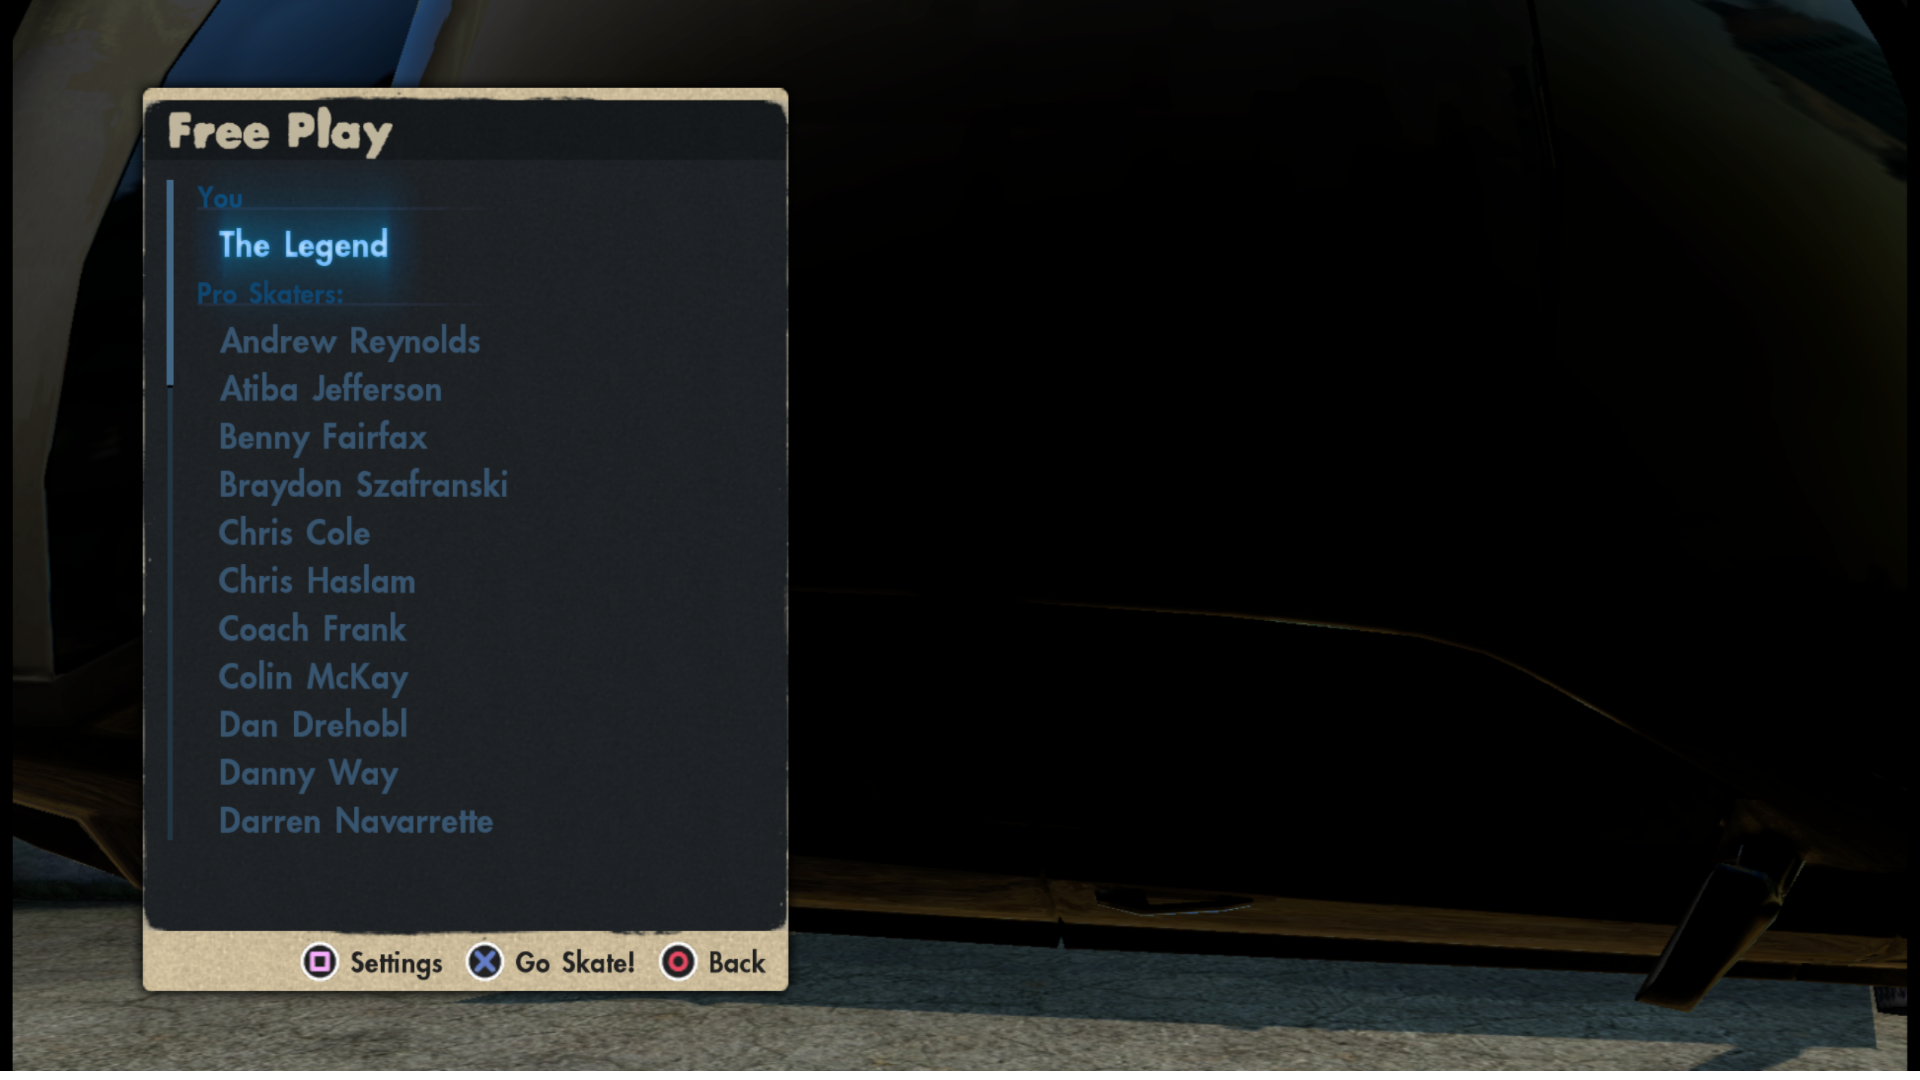 Free Play
You
The Legend
Pro Skaters:
Andrew Reynolds
Atiba Jefferson
Benny Fairfax
Braydon Szafranski
Chris Cole
Chris Haslam
Coach Frank
Colin McKay
Dan Drehobl
Danny Way
Darren Navarrette
Settings Go Skate! Back